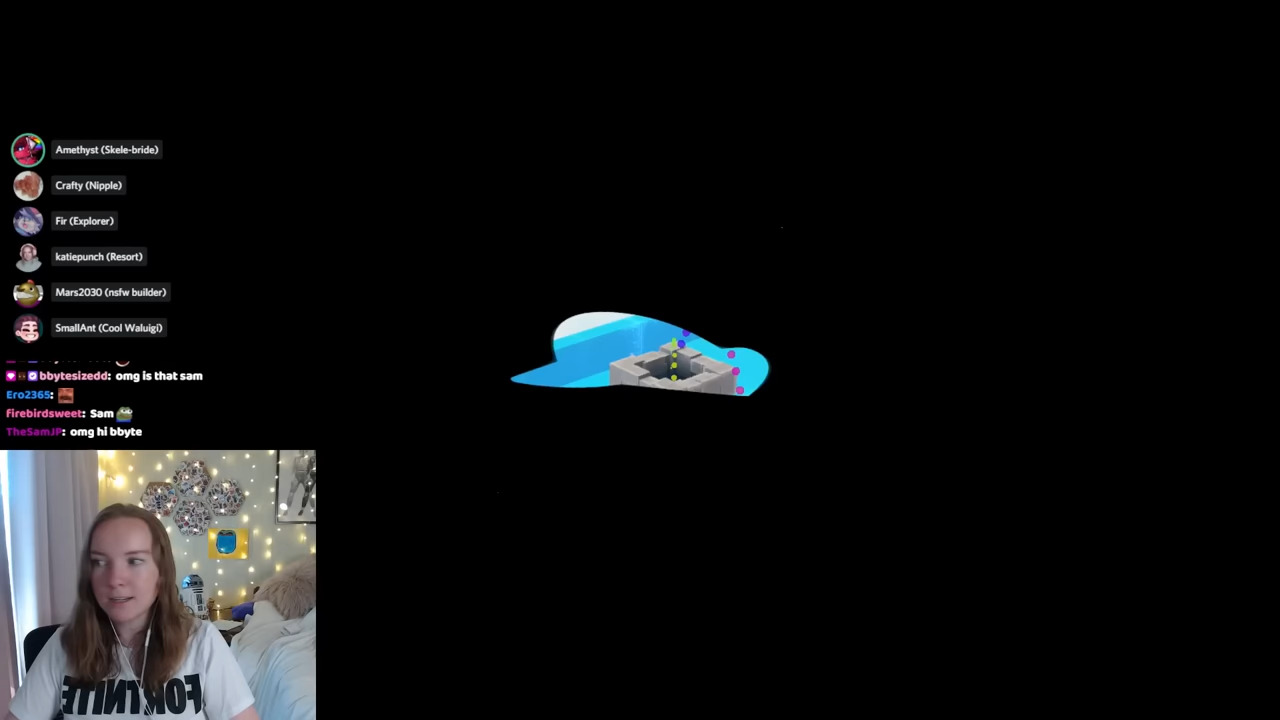 Amethyst (Skele-bride)
Crafty (Nipple)
Fir (Explorer)
katiepunch (Resort)
Mars2030 (nsfw builder)
SmallAnt (Cool Waluigi)
bbytesizedd: omg is that sam
Ero2365:
firebirdsweet: Sam
TheSamJP: omg hi bbyte
FORTNITE